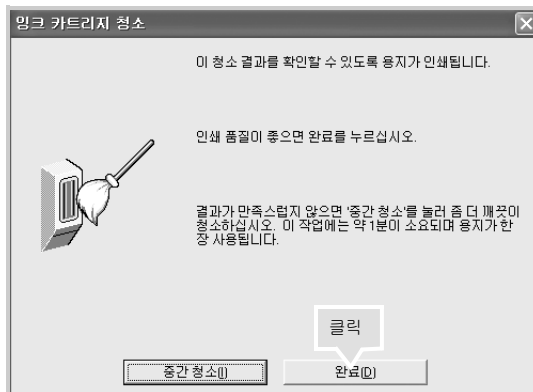 잉크 카트리지 청소
이 청소 결과를 확인할 수 있도록 용지가 인쇄됩니다.
인쇄 품질이 좋으면 완료를 누르십시오.
결과가 만족스럽지 않으면 '중간 청소'를 눌러 좀 더 깨끗이
청소하십시오. 이 작업에는 약 1분이 소요되며 용지가 한
장 사용됩니다.
클릭
중간 청소(I)
완료(D)